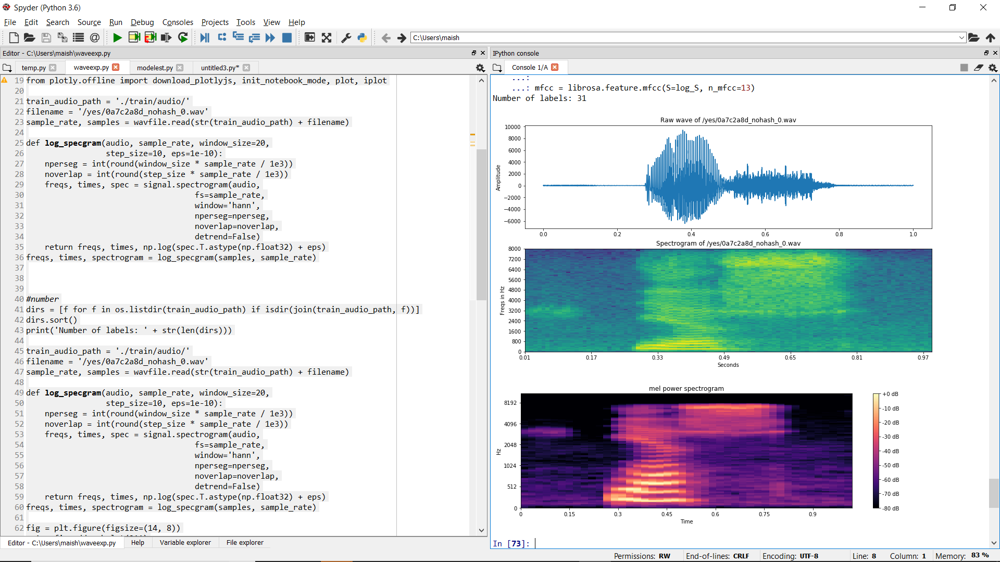 Spyder (Python 3.6)
File Edit Search Source Run Debug Consoles Projects Tools View Help
C:\Users\maish
Editor - C:\Users\maish\waveexp.py
temp.py waveexp.py modelest.py untitled3.py*
19 from plotly.offline import download_plotlyjs, init_notebook_mode, plot, iplot
20
21 train_audio_path = './train/audio/'
22 filename = '/yes/0a7c2a8d_nohash_0.wav'
23 sample_rate, samples = wavfile.read(str(train_audio_path) + filename)
24
25 def log_specgram(audio, sample_rate, window_size=20,
26                  step_size=10, eps=1e-10):
27     nperseg = int(round(window_size * sample_rate / 1e3))
28     noverlap = int(round(step_size * sample_rate / 1e3))
29     freqs, times, spec = signal.spectrogram(audio,
30                                     fs=sample_rate,
31                                     window='hann',
32                                     nperseg=nperseg,
33                                     noverlap=noverlap,
34                                     detrend=False)
35     return freqs, times, np.log(spec.T.astype(np.float32) + eps)
36 freqs, times, spectrogram = log_specgram(samples, sample_rate)
37
38
39
40 #number
41 dirs = [f for f in os.listdir(train_audio_path) if isdir(join(train_audio_path, f))]
42 dirs.sort()
43 print('Number of labels: ' + str(len(dirs)))
44
45 train_audio_path = './train/audio/'
46 filename = '/yes/0a7c2a8d_nohash_0.wav'
47 sample_rate, samples = wavfile.read(str(train_audio_path) + filename)
48
49 def log_specgram(audio, sample_rate, window_size=20,
50                  step_size=10, eps=1e-10):
51     nperseg = int(round(window_size * sample_rate / 1e3))
52     noverlap = int(round(step_size * sample_rate / 1e3))
53     freqs, times, spec = signal.spectrogram(audio,
54                                     fs=sample_rate,
55                                     window='hann',
56                                     nperseg=nperseg,
57                                     noverlap=noverlap,
58                                     detrend=False)
59     return freqs, times, np.log(spec.T.astype(np.float32) + eps)
60 freqs, times, spectrogram = log_specgram(samples, sample_rate)
61
62 fig = plt.figure(figsize=(14, 8))
Editor - C:\Users\maish\waveexp.py Help Variable explorer File explorer
IPython console
Console 1/A
...:
...: mfcc = librosa.feature.mfcc(S=log_S, n_mfcc=13)
Number of labels: 31
Raw wave of /yes/0a7c2a8d_nohash_0.wav
Amplitude
10000
8000
6000
4000
2000
0
−2000
−4000
−6000
0.0 0.2 0.4 0.6 0.8 1.0
Spectrogram of /yes/0a7c2a8d_nohash_0.wav
Freqs in Hz
8000
7200
6400
5600
4800
4000
3200
2400
1600
800
0
0.01 0.17 0.33 0.49 0.65 0.81 0.97
Seconds
mel power spectrogram
Hz
8192
4096
2048
1024
512
0
0 0.15 0.3 0.45 0.6 0.75 0.9
Time
+0 dB
-10 dB
-20 dB
-30 dB
-40 dB
-50 dB
-60 dB
-70 dB
-80 dB
In [73]:
Permissions: RW End-of-lines: CRLF Encoding: UTF-8 Line: 8 Column: 1 Memory: 83 %